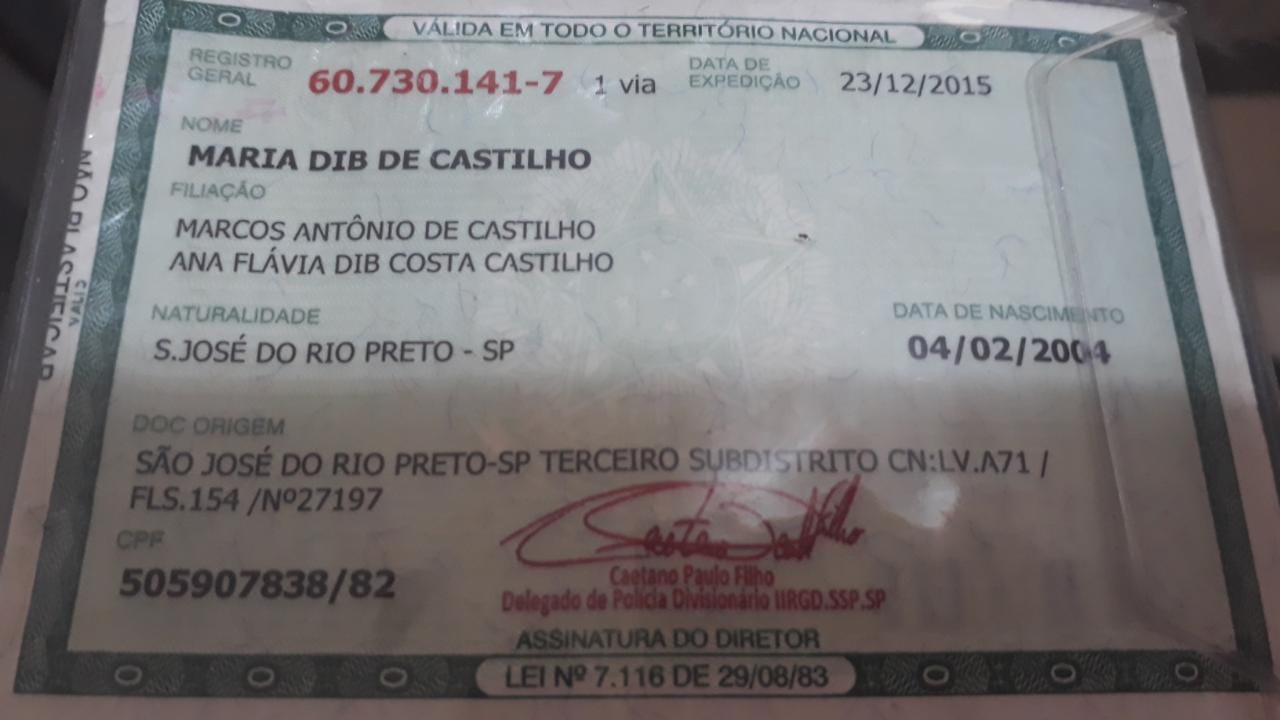 VÁLIDA EM TODO O TERRITÓRIO NACIONAL
REGISTRO GERAL 60.730.141-7 1 via DATA DE EXPEDIÇÃO 23/12/2015
NOME
MARIA DIB DE CASTILHO
FILIAÇÃO
MARCOS ANTÔNIO DE CASTILHO
ANA FLÁVIA DIB COSTA CASTILHO
NATURALIDADE DATA DE NASCIMENTO
S.JOSÉ DO RIO PRETO - SP 04/02/2004
DOC ORIGEM
SÃO JOSÉ DO RIO PRETO-SP TERCEIRO SUBDISTRITO CN:LV.A71 /
FLS.154 /Nº27197
CPF
505907838/82
Caetano Paulo Filho
Delegado de Polícia Divisionário IIRGD.SSP.SP
ASSINATURA DO DIRETOR
LEI Nº 7.116 DE 29/08/83
NÃO PLASTIFICAR